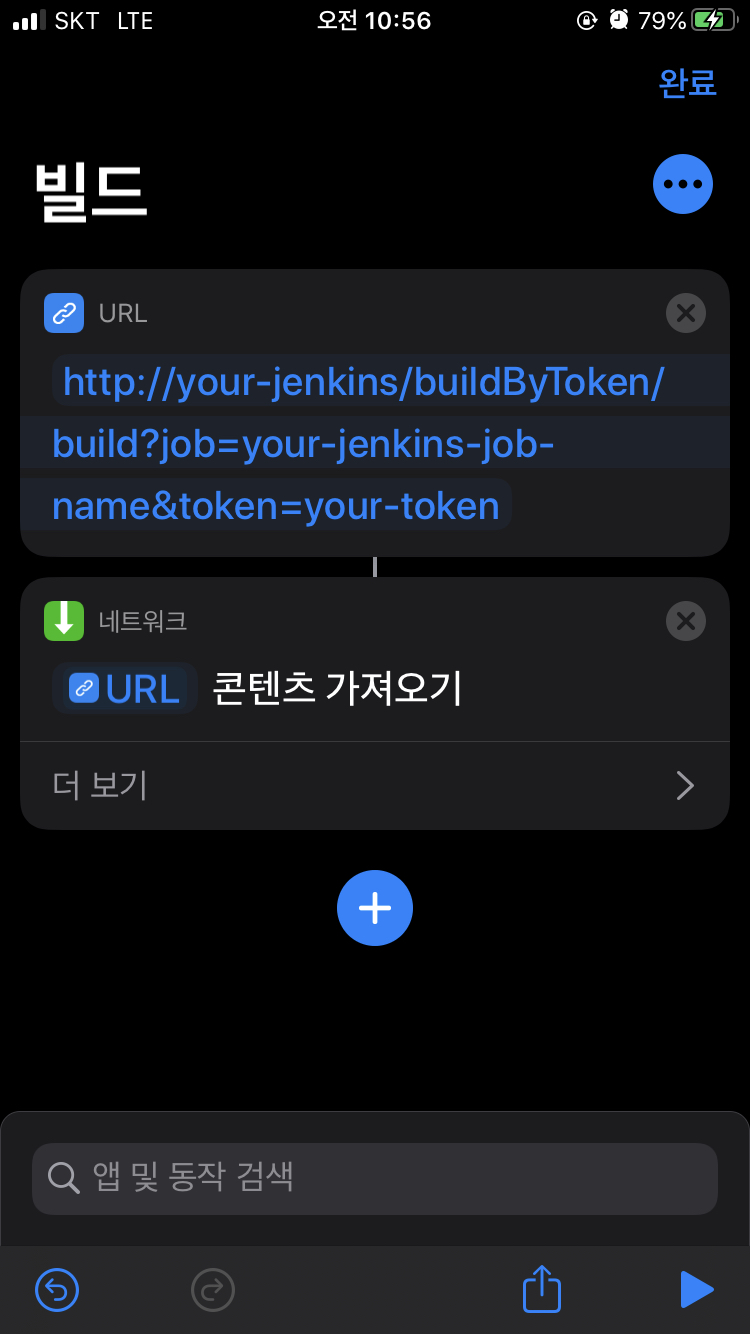 SKT LTE 오전 10:56 79%
완료
빌드
URL
http://your-jenkins/buildByToken/
build?job=your-jenkins-job-
name&token=your-token
네트워크
URL 콘텐츠 가져오기
더 보기
앱 및 동작 검색